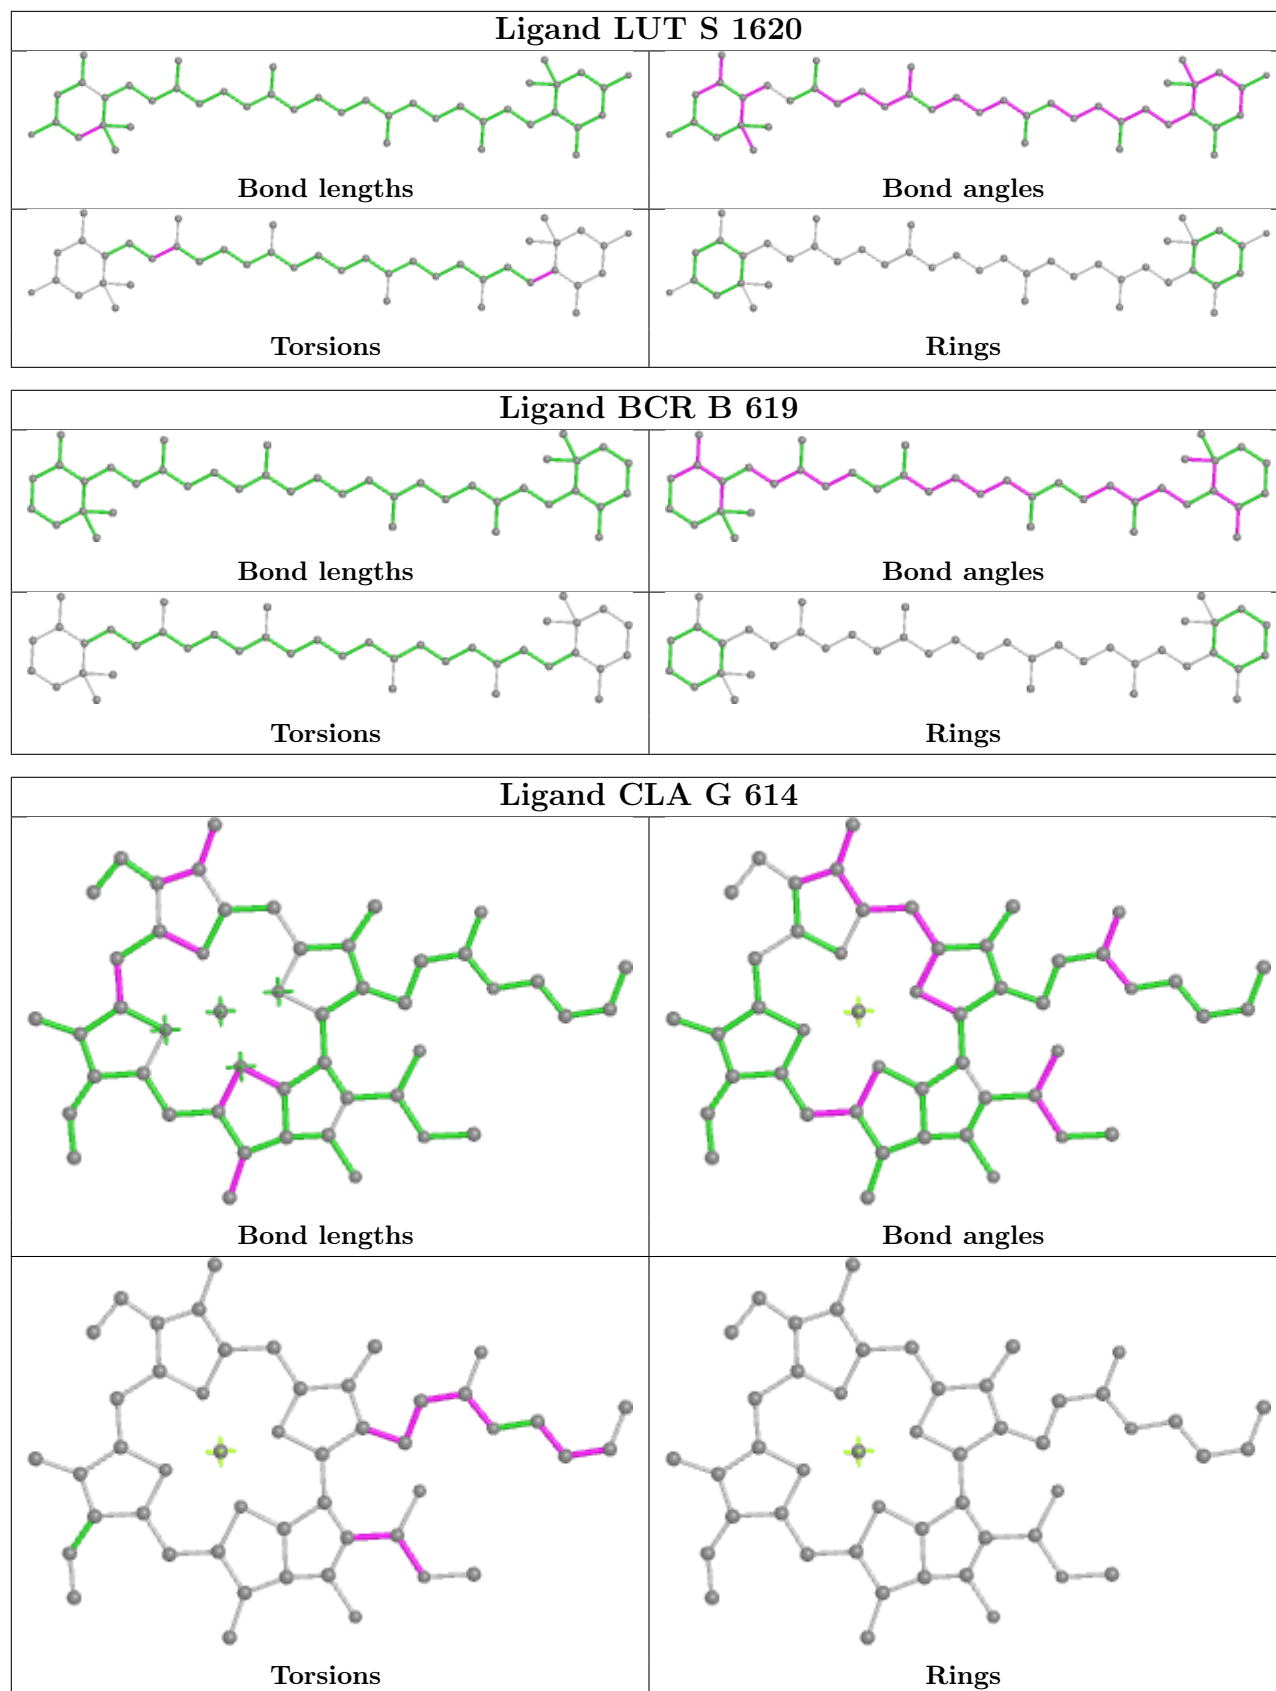 Ligand LUT S 1620
Bond lengths
Bond angles
Torsions
Rings
Ligand BCR B 619
Bond lengths
Bond angles
Torsions
Rings
Ligand CLA G 614
Bond lengths
Bond angles
Torsions
Rings